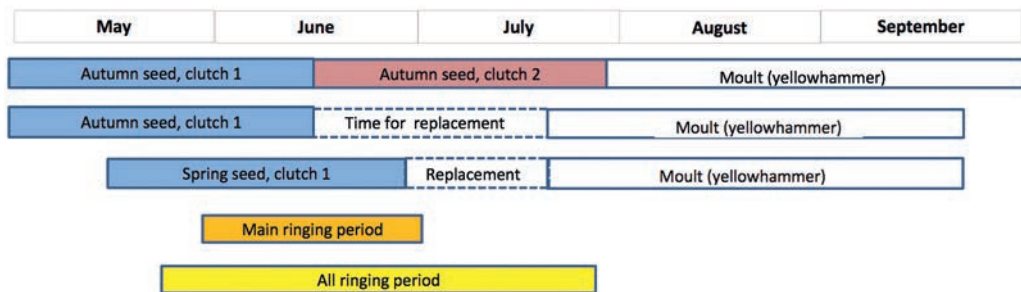 May June July August September
Autumn seed, clutch 1 Autumn seed, clutch 2 Moult (yellowhammer)
Autumn seed, clutch 1 Time for replacement Moult (yellowhammer)
Spring seed, clutch 1 Replacement Moult (yellowhammer)
Main ringing period
All ringing period